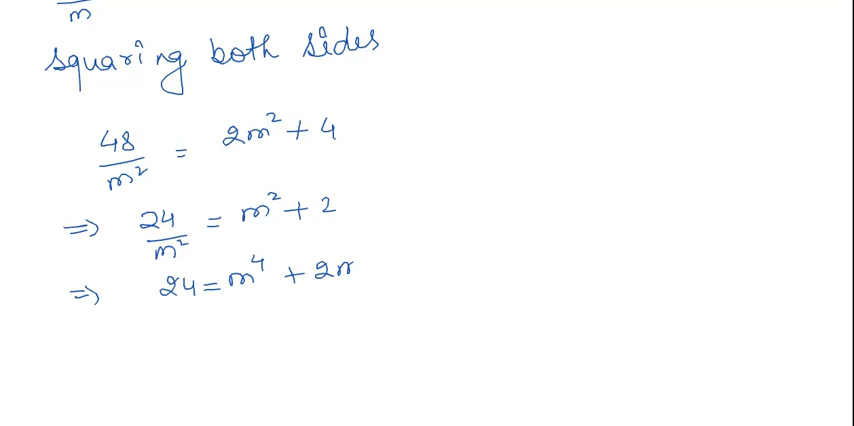 m
squaring both sides
48/m² = 2m² + 4
⇒ 24/m² = m² + 2
⇒ 24 = m⁴ + 2m